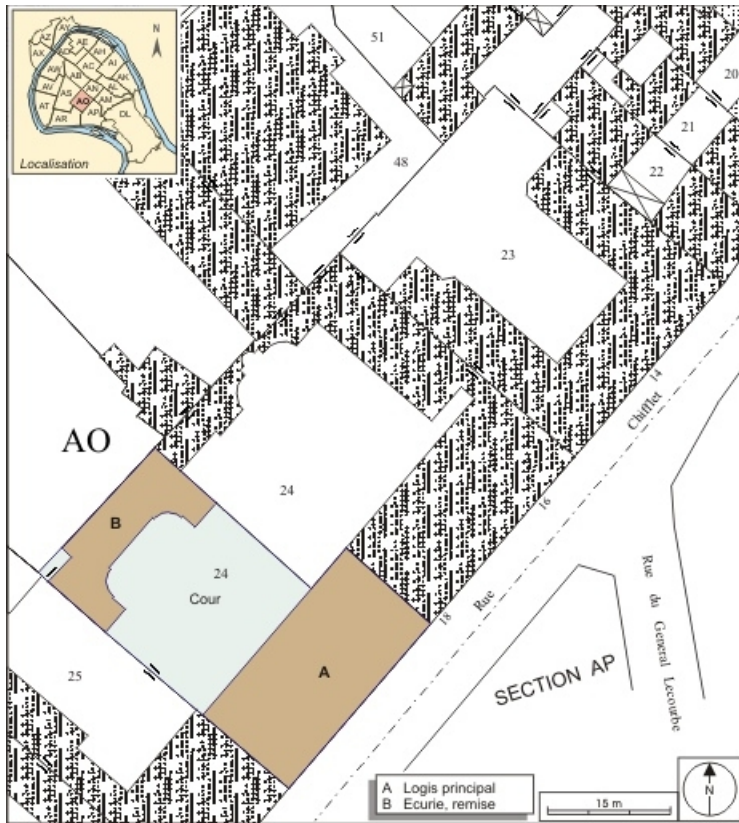 N
AY
AZ
AE
AX
AD
AH
AC
AI
AW
AB
AK
AV
AS
AN
AL
AT
AO
AM
AR
AP
DL
Localisation
51
20
21
22
48
23
14
Chifflet
AO
24
16
B
24
Cour
Rue
18
Rue du General Lecourbe
A
25
SECTION AP
A Logis principal
B Ecurie, remise
15 m
N